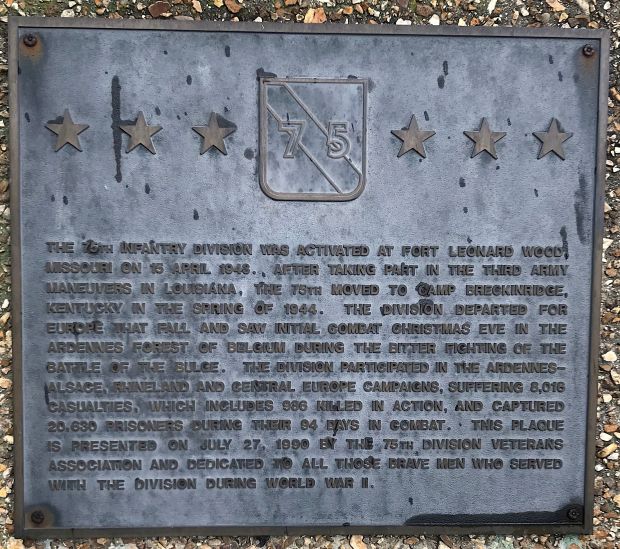 75
THE 75TH INFANTRY DIVISION WAS ACTIVATED AT FORT LEONARD WOOD,
MISSOURI ON 15 APRIL 1943. AFTER TAKING PART IN THE THIRD ARMY
MANEUVERS IN LOUISIANA, THE 75TH MOVED TO CAMP BRECKINRIDGE,
KENTUCKY IN THE SPRING OF 1944. THE DIVISION DEPARTED FOR
EUROPE THAT FALL AND SAW INITIAL COMBAT CHRISTMAS EVE IN THE
ARDENNES FOREST OF BELGIUM DURING THE BITTER FIGHTING OF THE
BATTLE OF THE BULGE. THE DIVISION PARTICIPATED IN THE ARDENNES-
ALSACE, RHINELAND AND CENTRAL EUROPE CAMPAIGNS, SUFFERING 8,016
CASUALTIES, WHICH INCLUDES 986 KILLED IN ACTION, AND CAPTURED
20,630 PRISONERS DURING THEIR 94 DAYS IN COMBAT. THIS PLAQUE
IS PRESENTED ON JULY 27, 1990 BY THE 75TH DIVISION VETERANS
ASSOCIATION AND DEDICATED TO ALL THOSE BRAVE MEN WHO SERVED
WITH THE DIVISION DURING WORLD WAR II.